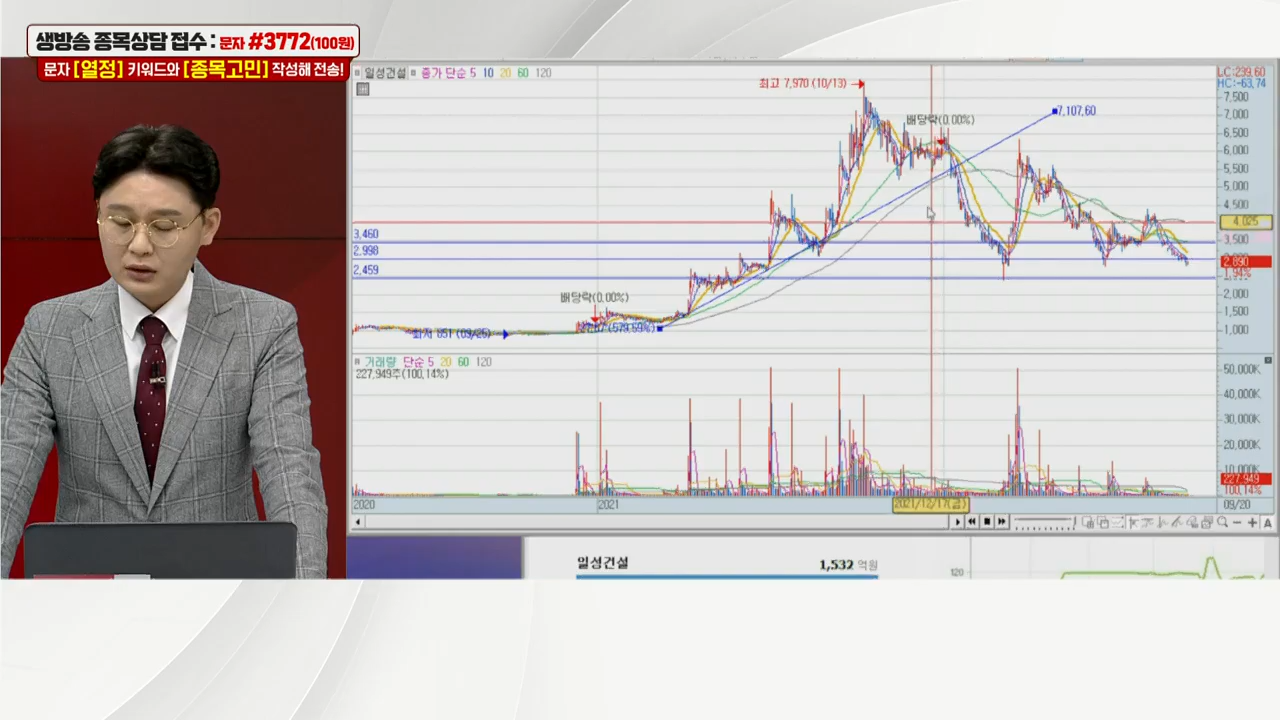 생방송 종목상담 접수 : 문자 #3772(100원)
문자 [열정] 키워드와 [종목고민] 작성해 전송!
일성건설 종가 단순 5 10 20 60 120
LC:239.60
HC:-63.74
최고 7,970 (10/13)
배당락(0.00%)
7,107.60
7,500
7,000
6,500
6,000
5,500
5,000
4,500
4,025
3,460
3,500
2,998
2,890
1.94%
2,459
2,000
1,500
1,000
배당락(0.00%)
(579.59%)
최저 851 (09/25)
거래량 단순 5 20 60 120
227,949주(100,14%)
50,000K
40,000K
30,000K
20,000K
10,000K
227,949
100,14%
2020
2021
2021/12/17(금)
09/20
A
일성건설 1,532 억원
120